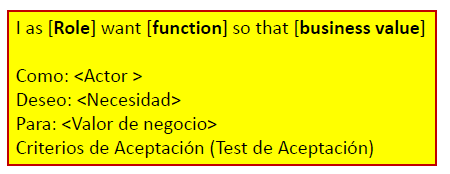 I as [Role] want [function] so that [business value]
Como: <Actor >
Deseo: <Necesidad>
Para: <Valor de negocio>
Criterios de Aceptación (Test de Aceptación)